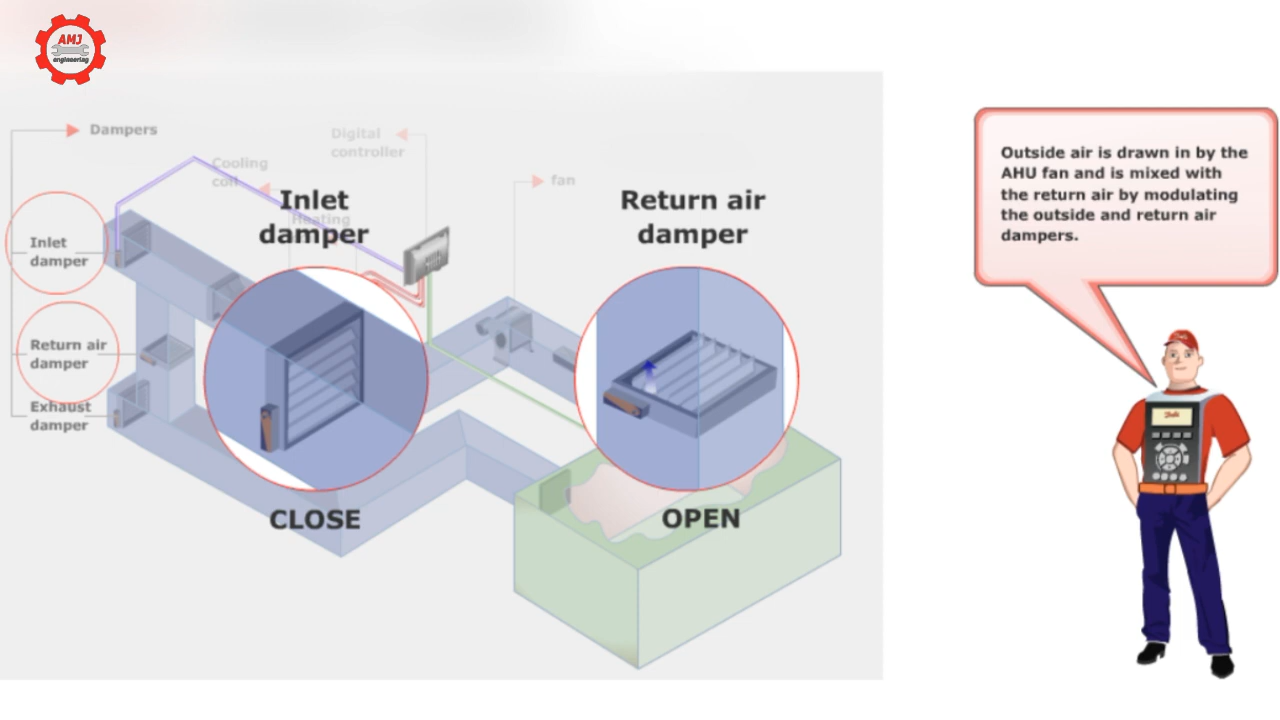 AMJ
engineering
Dampers
Digital
controller
Cooling
coil
Heating
fan
Inlet
damper
Return air
damper
Exhaust
damper
Inlet
damper
CLOSE
Return air
damper
OPEN
Outside air is drawn in by the
AHU fan and is mixed with
the return air by modulating
the outside and return air
dampers.
Danfoss